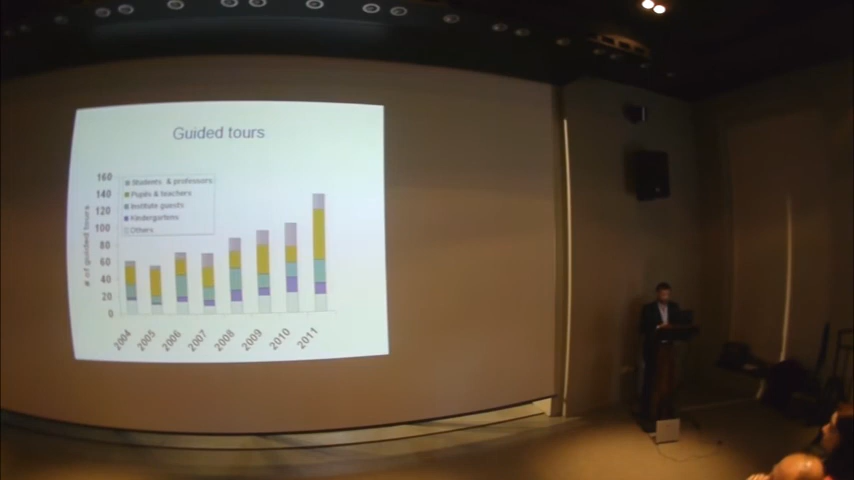 Guided tours
160
140
120
100
80
60
40
20
0
# of guided tours
Students & professors
Pupils & teachers
Institute guests
Kindergartens
Others
2004
2005
2006
2007
2008
2009
2010
2011